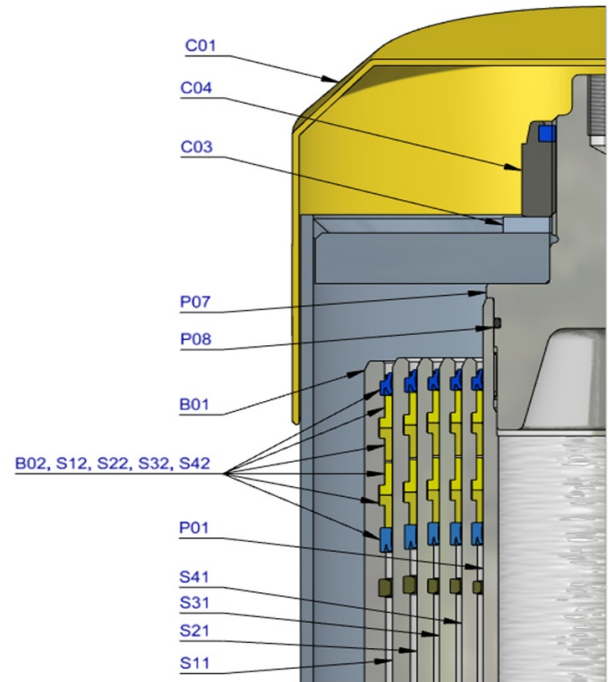 C01
C04
C03
P07
P08
B01
B02, S12, S22, S32, S42
P01
S41
S31
S21
S11